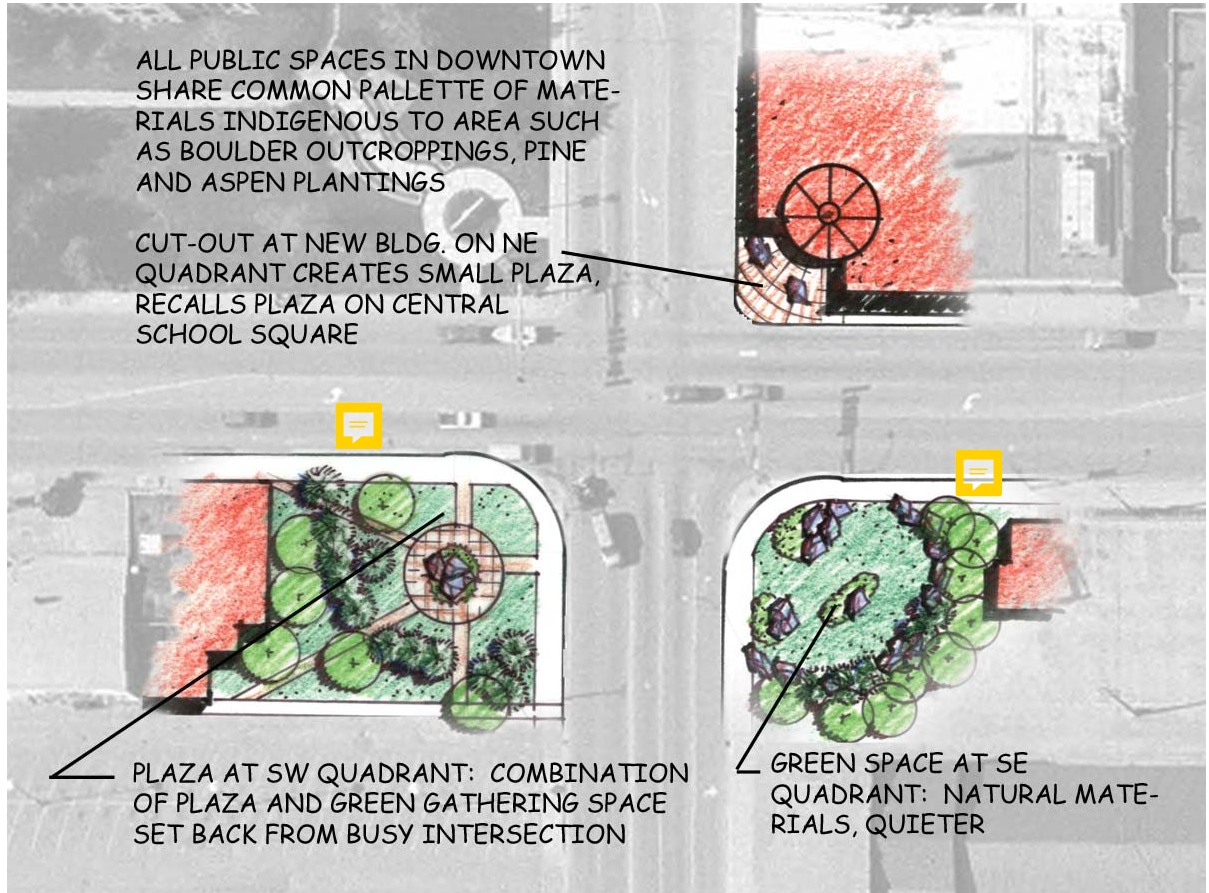 ALL PUBLIC SPACES IN DOWNTOWN
SHARE COMMON PALLETTE OF MATE-
RIALS INDIGENOUS TO AREA SUCH
AS BOULDER OUTCROPPINGS, PINE
AND ASPEN PLANTINGS
CUT-OUT AT NEW BLDG. ON NE
QUADRANT CREATES SMALL PLAZA,
RECALLS PLAZA ON CENTRAL
SCHOOL SQUARE
PLAZA AT SW QUADRANT: COMBINATION
OF PLAZA AND GREEN GATHERING SPACE
SET BACK FROM BUSY INTERSECTION
GREEN SPACE AT SE
QUADRANT: NATURAL MATE-
RIALS, QUIETER